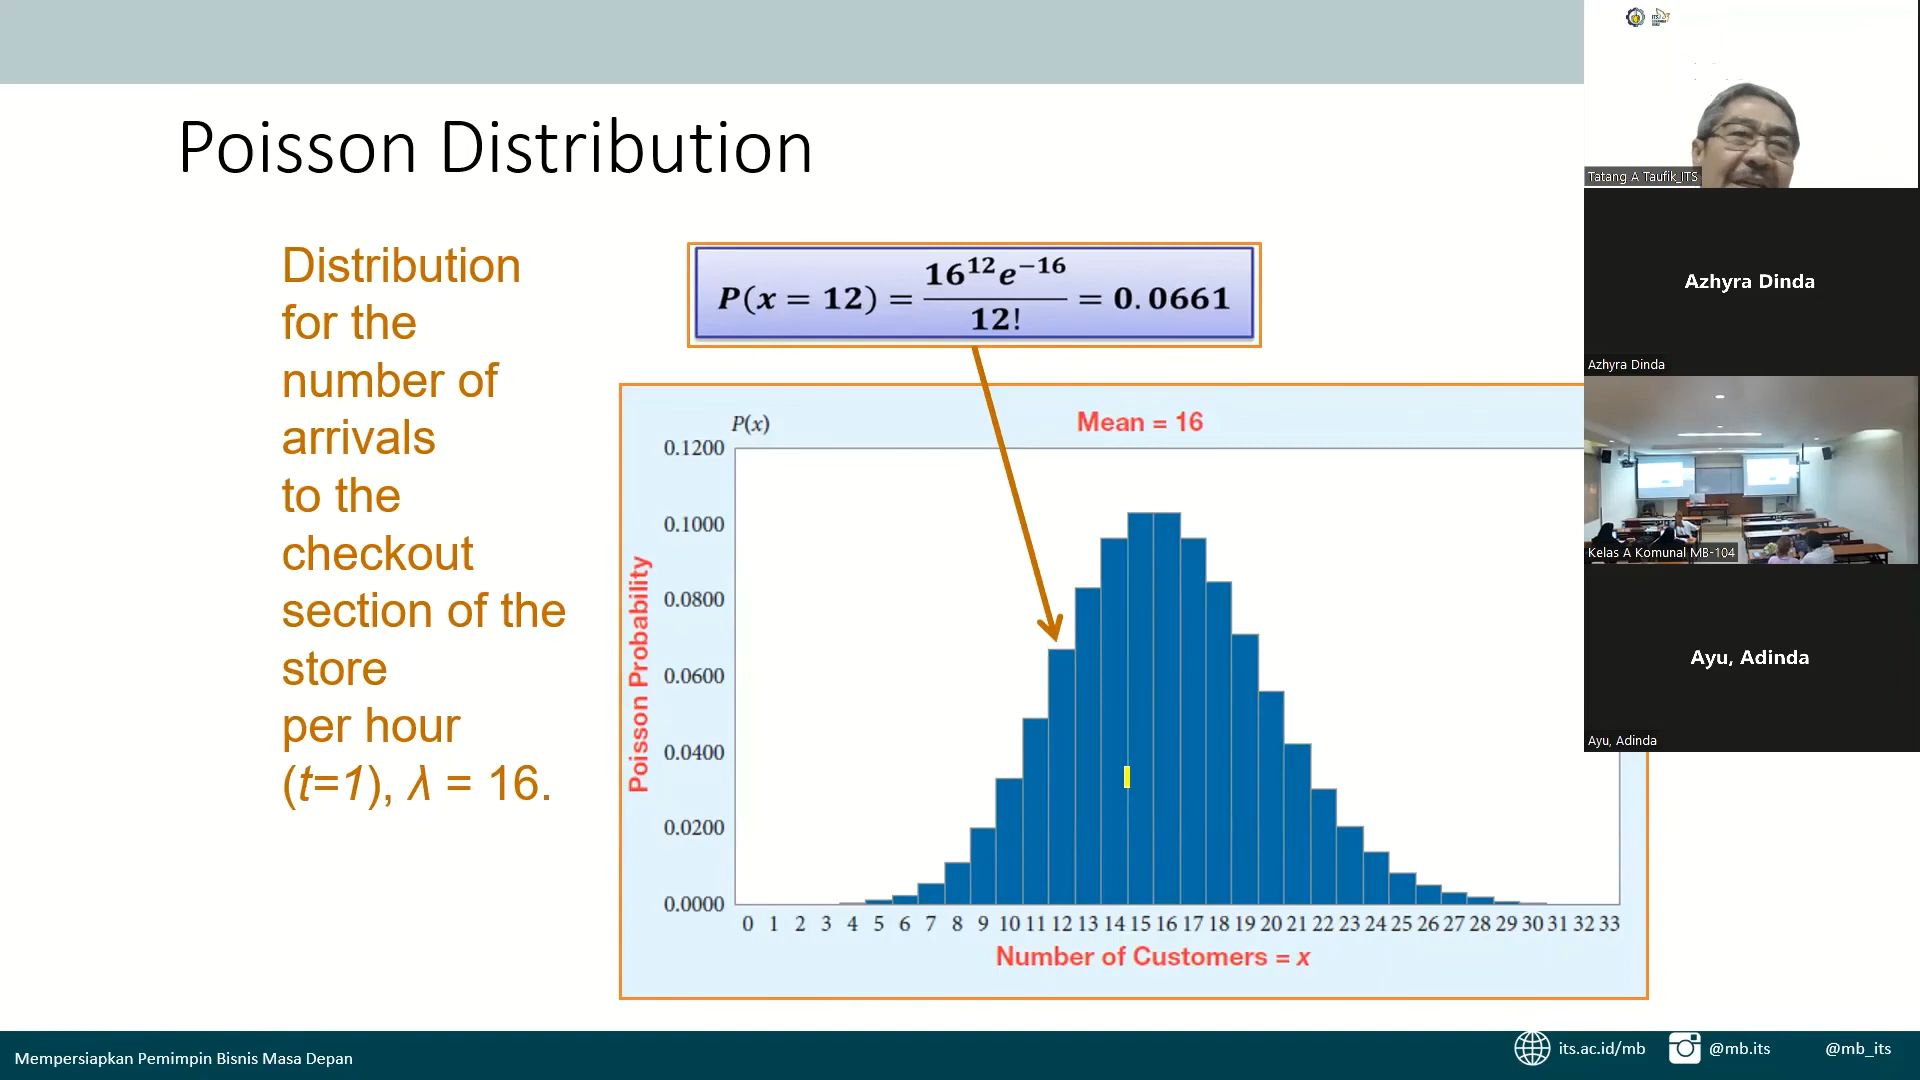 Poisson Distribution
Distribution
for the
number of
arrivals
to the
checkout
section of the
store
per hour
(t=1), λ = 16.
P(x = 12) = 16^12 e^−16 / 12! = 0.0661
P(x)
Mean = 16
0.1200
0.1000
0.0800
0.0600
0.0400
0.0200
0.0000
Poisson Probability
0 1 2 3 4 5 6 7 8 9 10 11 12 13 14 15 16 17 18 19 20 21 22 23 24 25 26 27 28 29 30 31 32 33
Number of Customers = x
Tatang A Taufik_ITS
Azhyra Dinda
Azhyra Dinda
Kelas A Komunal MB-104
Ayu, Adinda
Ayu, Adinda
Mempersiapkan Pemimpin Bisnis Masa Depan
its.ac.id/mb
@mb.its
@mb_its